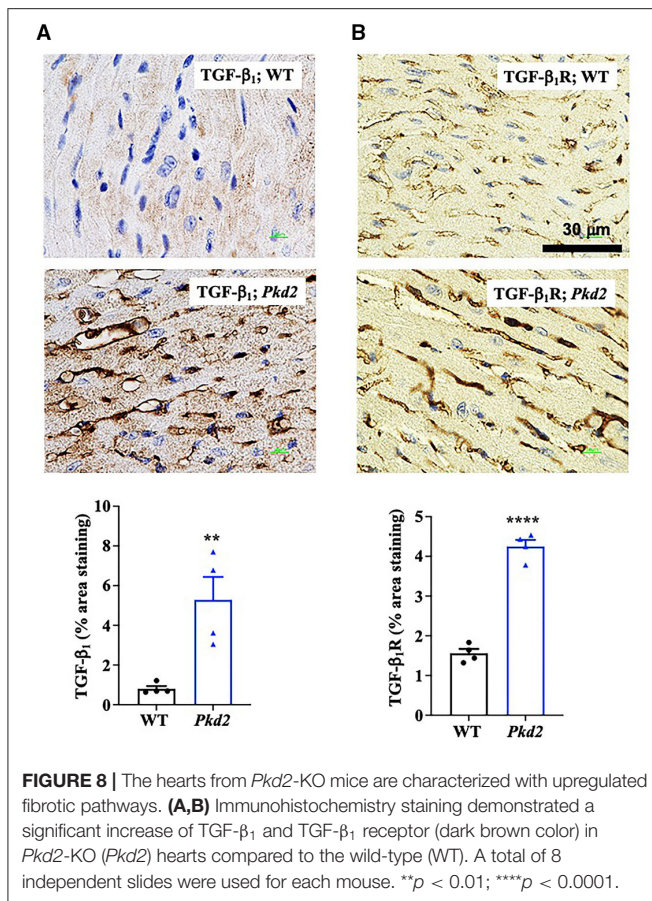 A
B
TGF-β₁; WT
TGF-β₁R; WT
30 μm
TGF-β₁; Pkd2
TGF-β₁R; Pkd2
TGF-β₁ (% area staining)
10
8
6
4
2
0
**
WT
Pkd2
TGF-β₁R (% area staining)
5
4
3
2
1
0
****
WT
Pkd2
FIGURE 8 | The hearts from Pkd2-KO mice are characterized with upregulated
fibrotic pathways. (A,B) Immunohistochemistry staining demonstrated a
significant increase of TGF-β₁ and TGF-β₁ receptor (dark brown color) in
Pkd2-KO (Pkd2) hearts compared to the wild-type (WT). A total of 8
independent slides were used for each mouse. **p < 0.01; ****p < 0.0001.